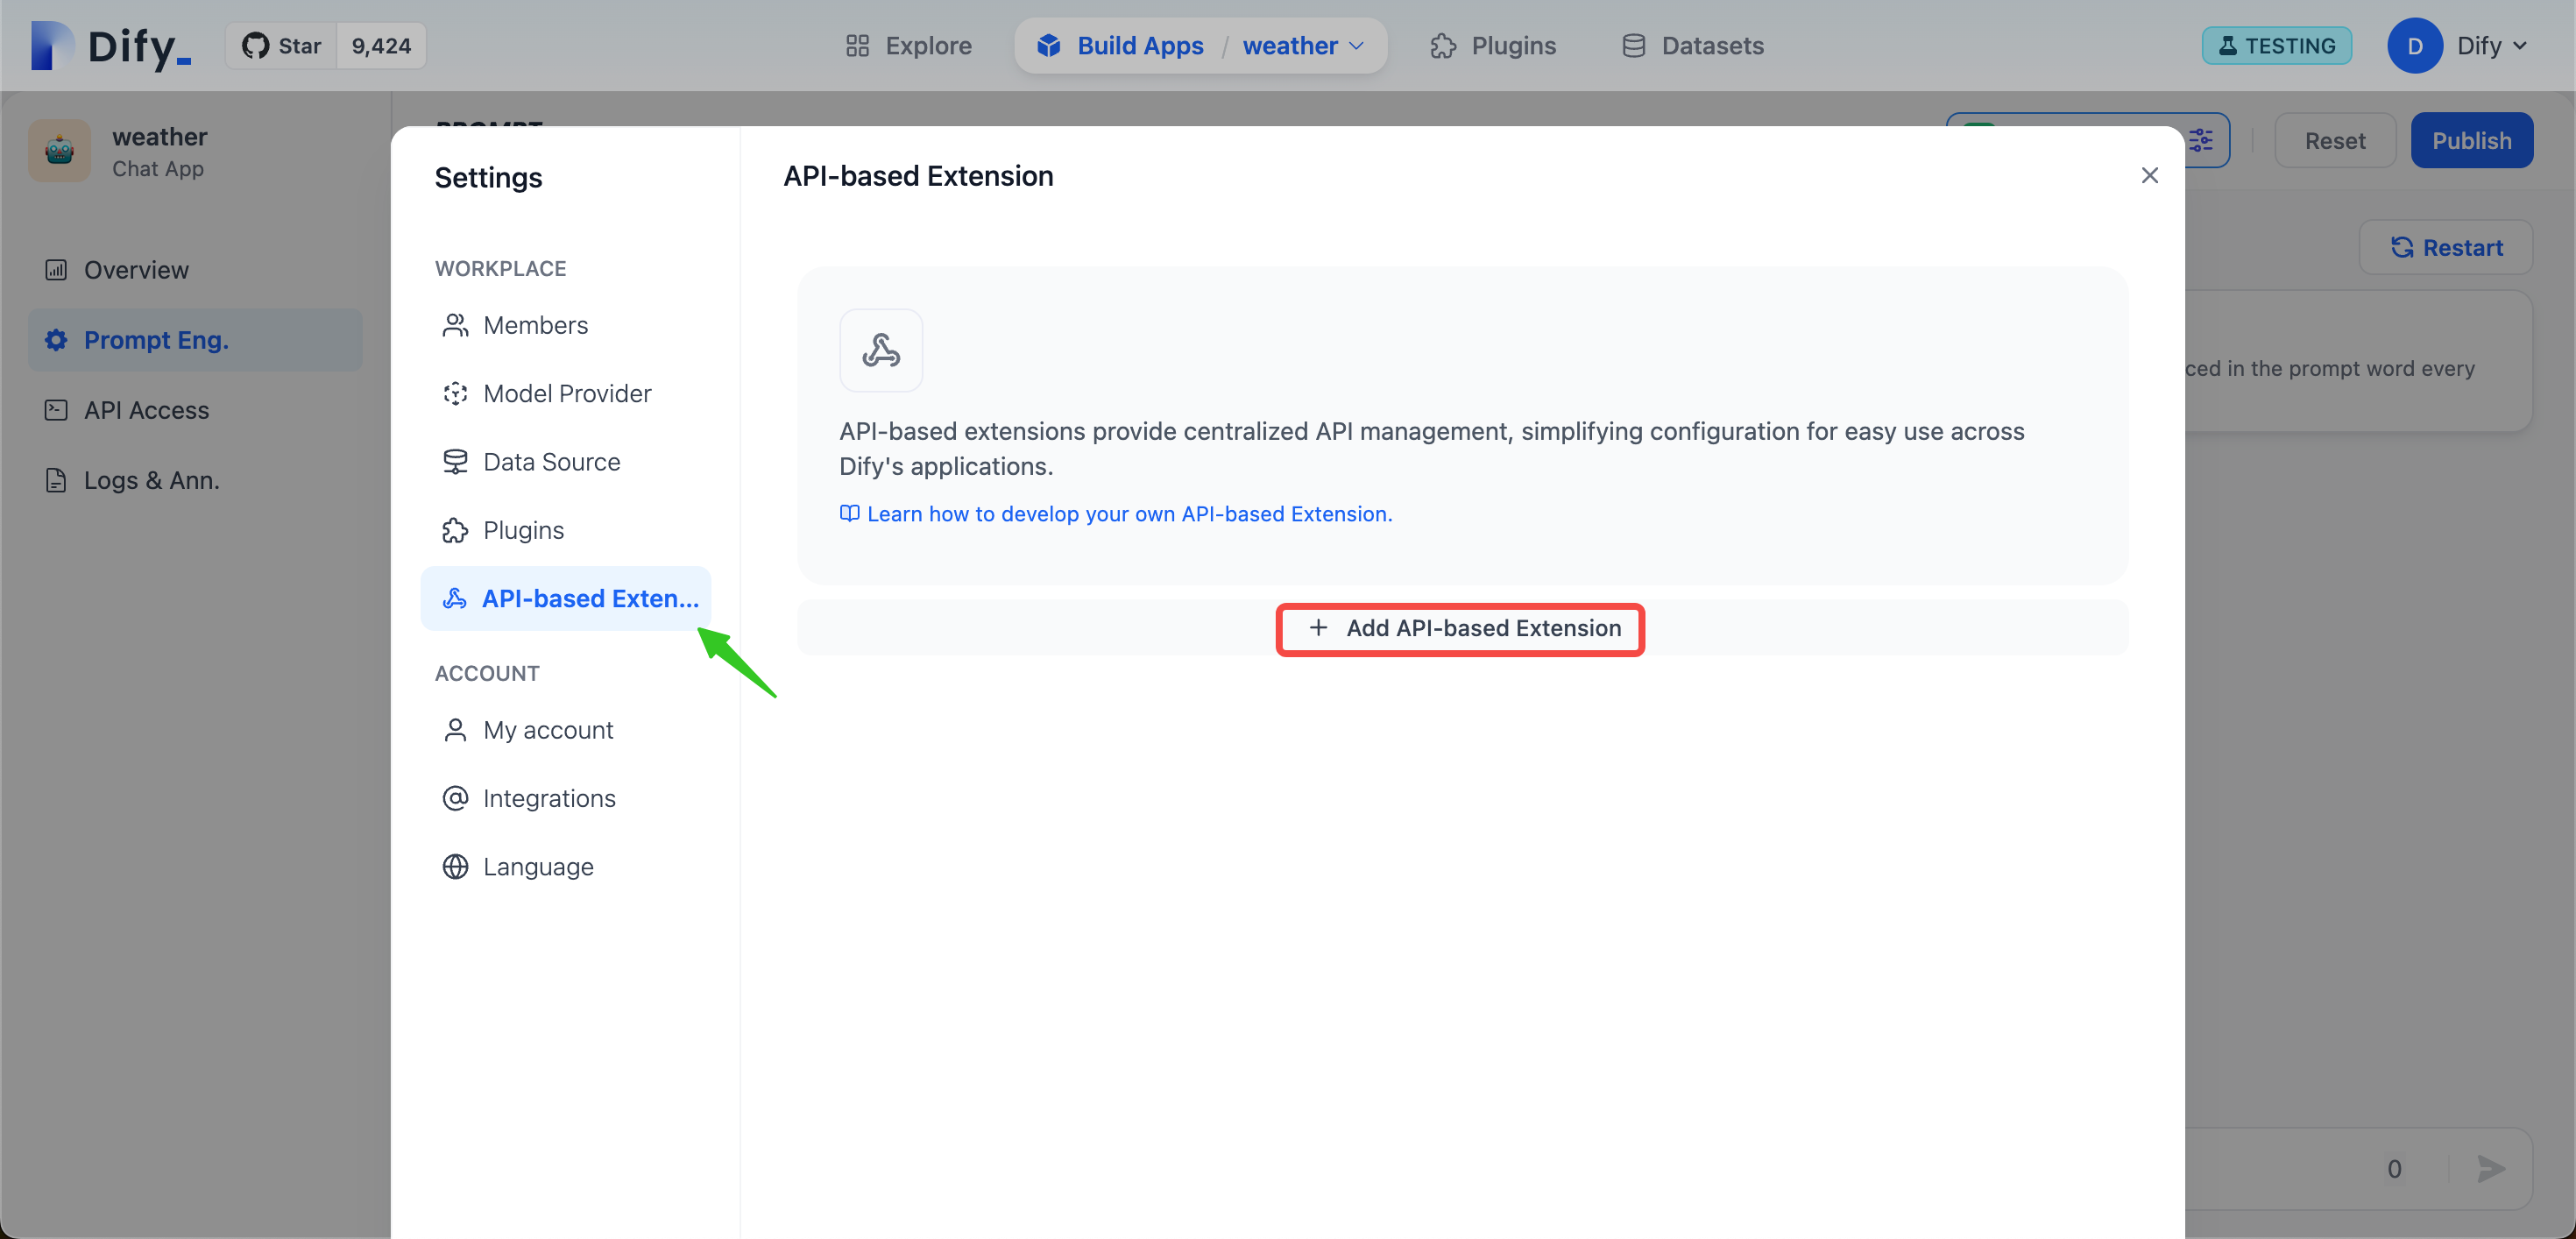 Dify_
Star 9,424
Explore
Build Apps / weather
Plugins
Datasets
TESTING
D Dify
weather
Chat App
Overview
Prompt Eng.
API Access
Logs & Ann.
Reset
Publish
Restart
ced in the prompt word every
0
Settings
WORKPLACE
Members
Model Provider
Data Source
Plugins
API-based Exten...
ACCOUNT
My account
Integrations
Language
API-based Extension
API-based extensions provide centralized API management, simplifying configuration for easy use across
Dify's applications.
Learn how to develop your own API-based Extension.
+ Add API-based Extension